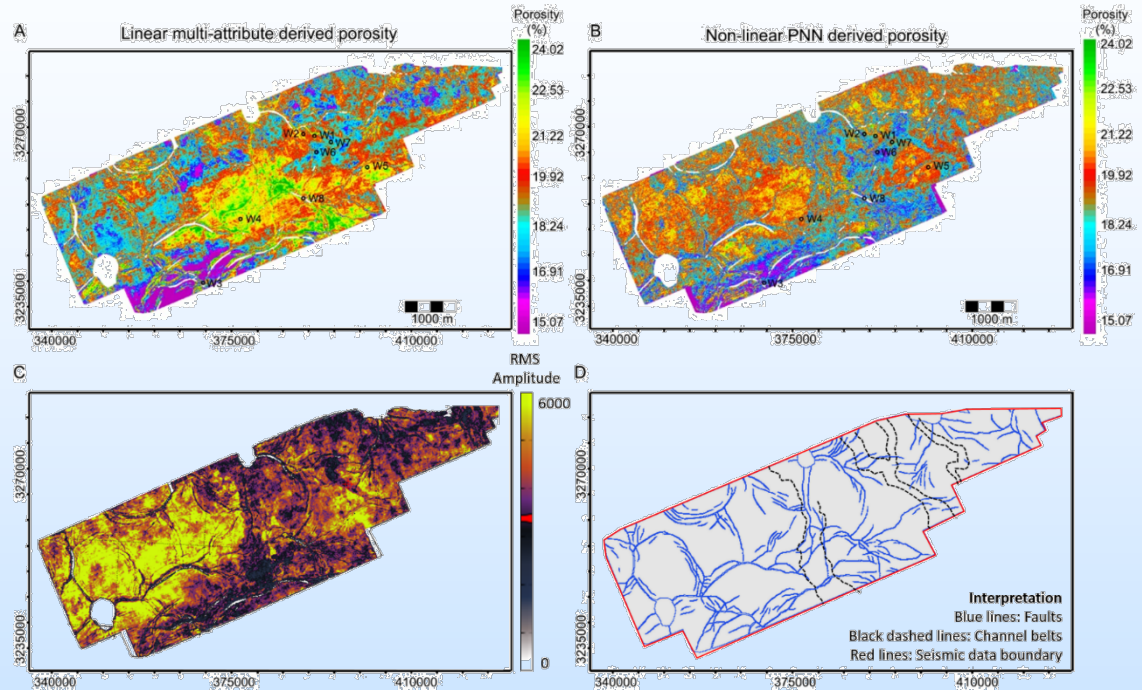 A
Linear multi-attribute derived porosity
Porosity
(%)
24.02
22.53
21.22
19.92
18.24
16.91
15.07
W2
W1
W7
W6
W5
W8
W4
W3
1000 m
3270000
3235000
340000
375000
410000
B
Non-linear PNN derived porosity
Porosity
(%)
24.02
22.53
21.22
19.92
18.24
16.91
15.07
W2
W1
W7
W6
W5
W8
W4
W3
1000 m
3270000
3235000
340000
375000
410000
C
RMS
Amplitude
6000
0
3270000
3235000
340000
375000
410000
D
3270000
3235000
Interpretation
Blue lines: Faults
Black dashed lines: Channel belts
Red lines: Seismic data boundary
340000
375000
410000